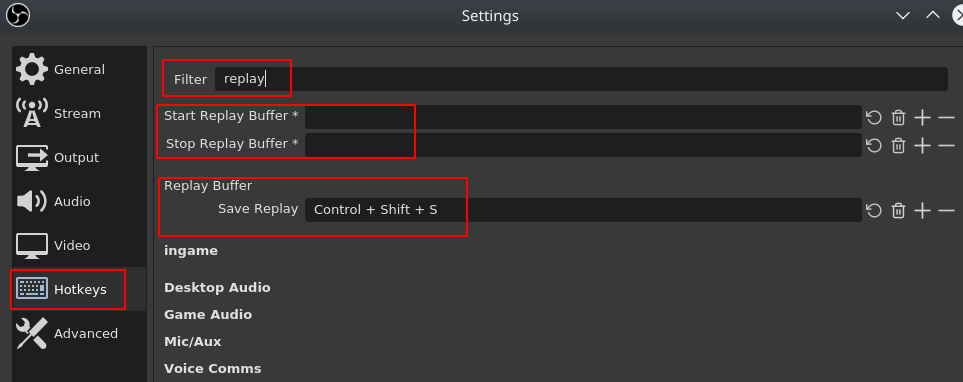 Settings
General
Stream
Output
Audio
Video
Hotkeys
Advanced
Filter replay
Start Replay Buffer *
Stop Replay Buffer *
Replay Buffer
Save Replay Control + Shift + S
ingame
Desktop Audio
Game Audio
Mic/Aux
Voice Comms